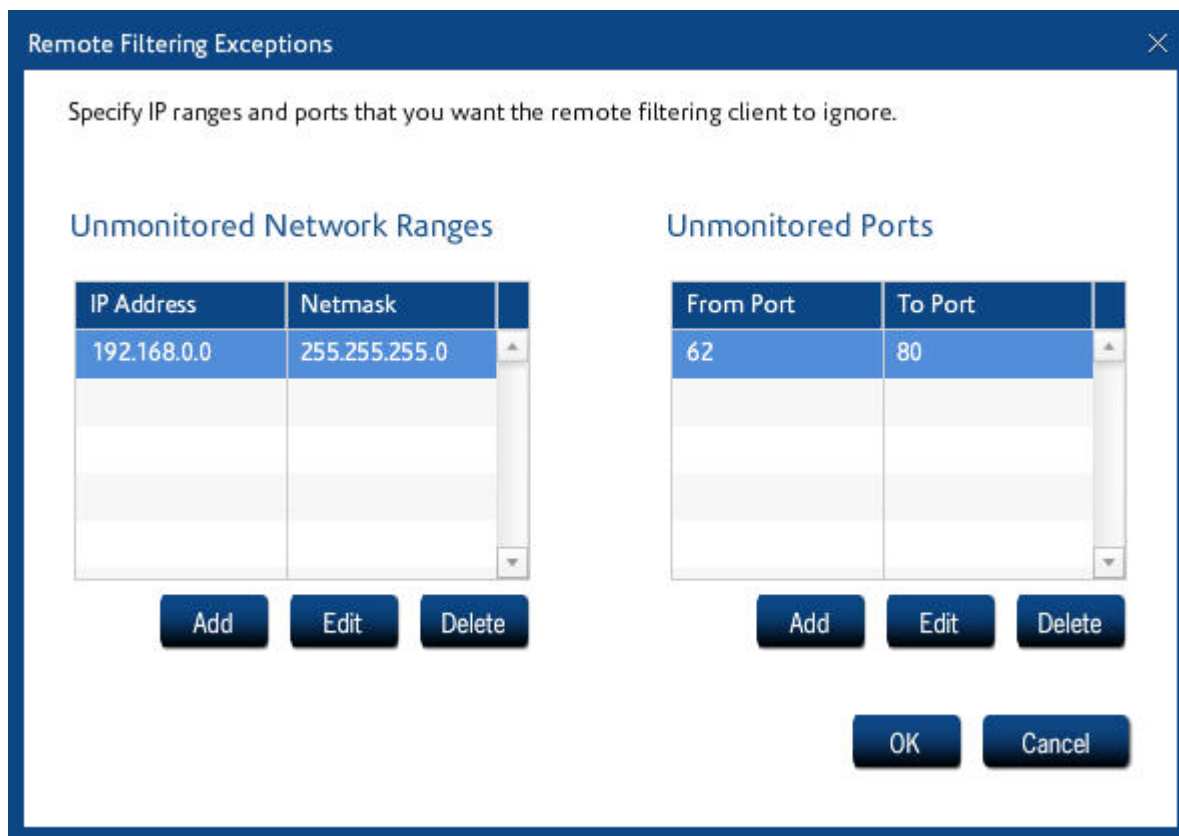 Remote Filtering Exceptions
Specify IP ranges and ports that you want the remote filtering client to ignore.
Unmonitored Network Ranges
IP Address Netmask
192.168.0.0 255.255.255.0
Add Edit Delete
Unmonitored Ports
From Port To Port
62 80
Add Edit Delete
OK Cancel